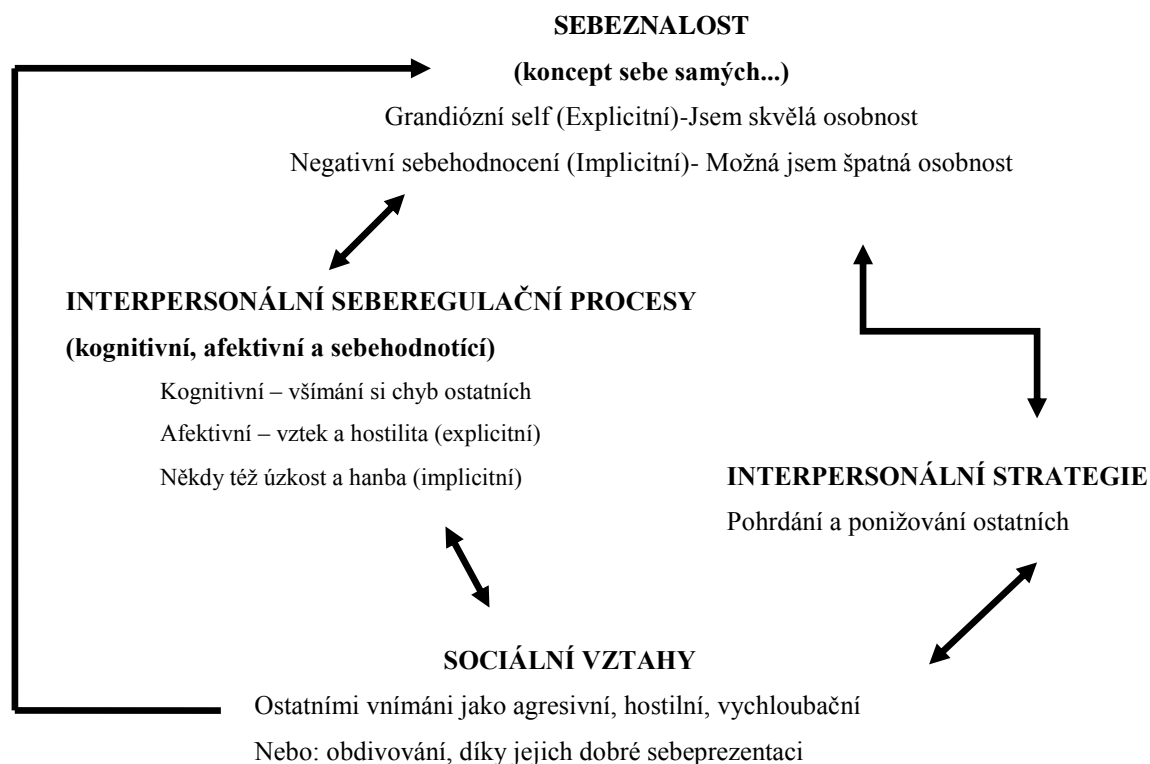 SEBEZNALOST
(koncept sebe samých...)
Grandiózní self (Explicitní)-Jsem skvělá osobnost
Negativní sebehodnocení (Implicitní)- Možná jsem špatná osobnost
INTERPERSONÁLNÍ SEBEREGULAČNÍ PROCESY
(kognitivní, afektivní a sebehodnotící)
Kognitivní – všímání si chyb ostatních
Afektivní – vztek a hostilita (explicitní)
Někdy též úzkost a hanba (implicitní)
INTERPERSONÁLNÍ STRATEGIE
Pohrdání a ponižování ostatních
SOCIÁLNÍ VZTAHY
Ostatními vnímáni jako agresivní, hostilní, vychloubační
Nebo: obdivování, díky jejich dobré sebeprezentaci